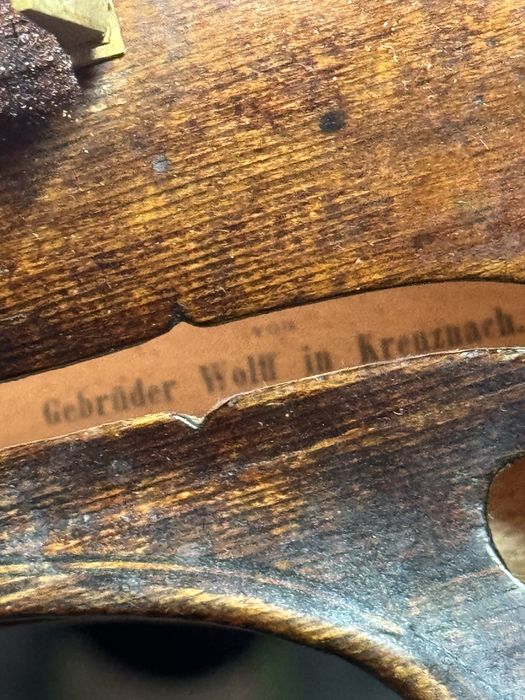 von
Gebrüder Wolff in Kreuznach.